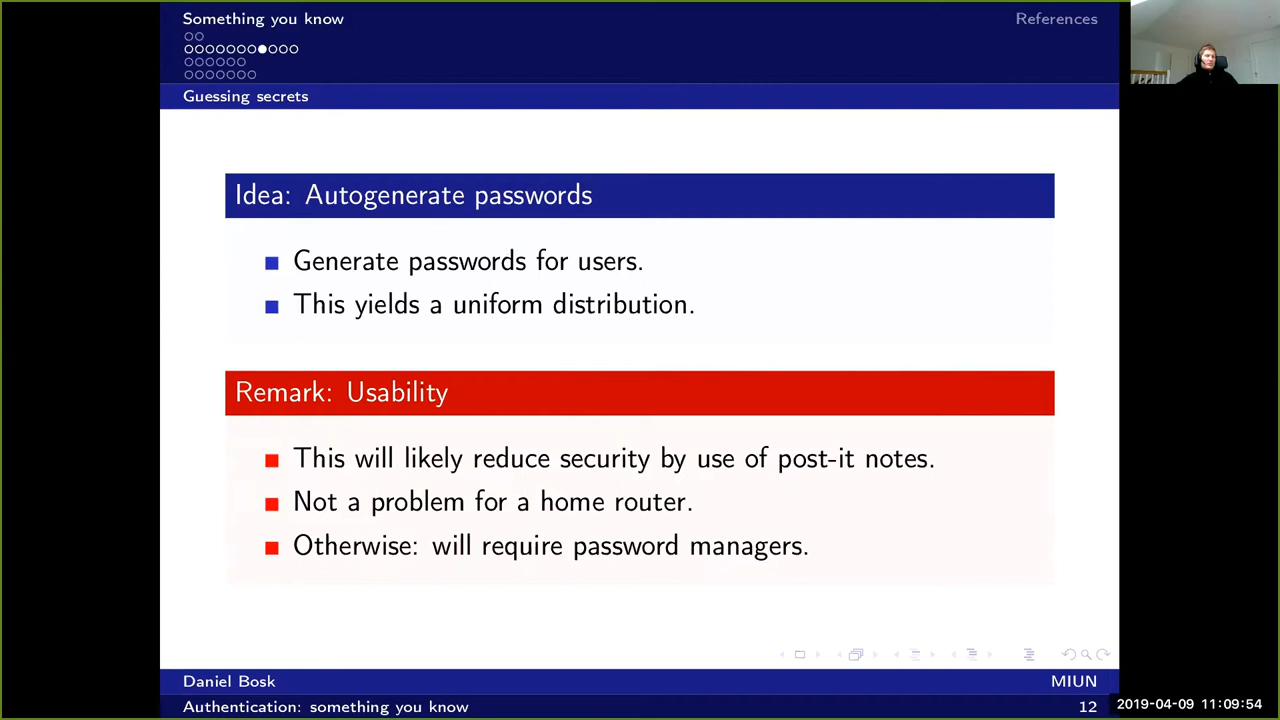 Something you know
References
Guessing secrets
Idea: Autogenerate passwords
Generate passwords for users.
This yields a uniform distribution.
Remark: Usability
This will likely reduce security by use of post-it notes.
Not a problem for a home router.
Otherwise: will require password managers.
Daniel Bosk
MIUN
Authentication: something you know
12
2019-04-09 11:09:54